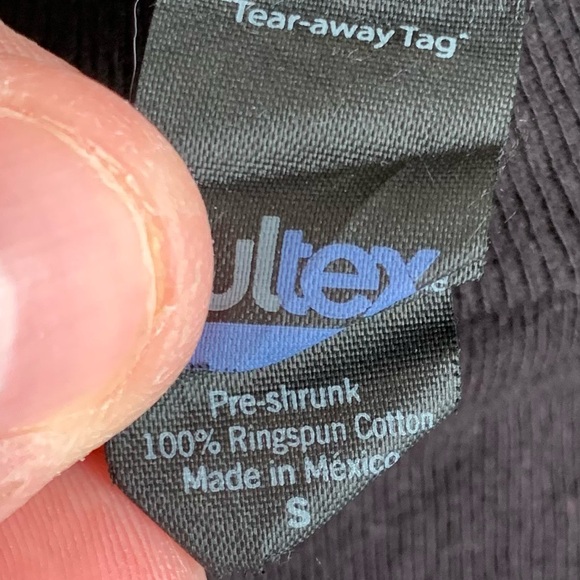 Tear-away Tag
ultex
Pre-shrunk
100% Ringspun Cotton
Made in México
S